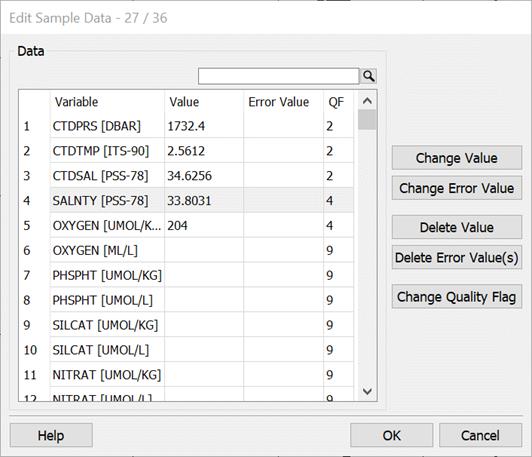 Edit Sample Data - 27 / 36
Data
Variable Value Error Value QF
1 CTDPRS [DBAR] 1732.4 2
2 CTDTMP [ITS-90] 2.5612 2
3 CTDSAL [PSS-78] 34.6256 2
4 SALNTY [PSS-78] 33.8031 4
5 OXYGEN [UMOL/K... 204 4
6 OXYGEN [ML/L] 9
7 PHSPHT [UMOL/KG] 9
8 PHSPHT [UMOL/L] 9
9 SILCAT [UMOL/KG] 9
10 SILCAT [UMOL/L] 9
11 NITRAT [UMOL/KG] 9
12 NITRAT [UMOL/L] 9
Change Value
Change Error Value
Delete Value
Delete Error Value(s)
Change Quality Flag
Help
OK
Cancel